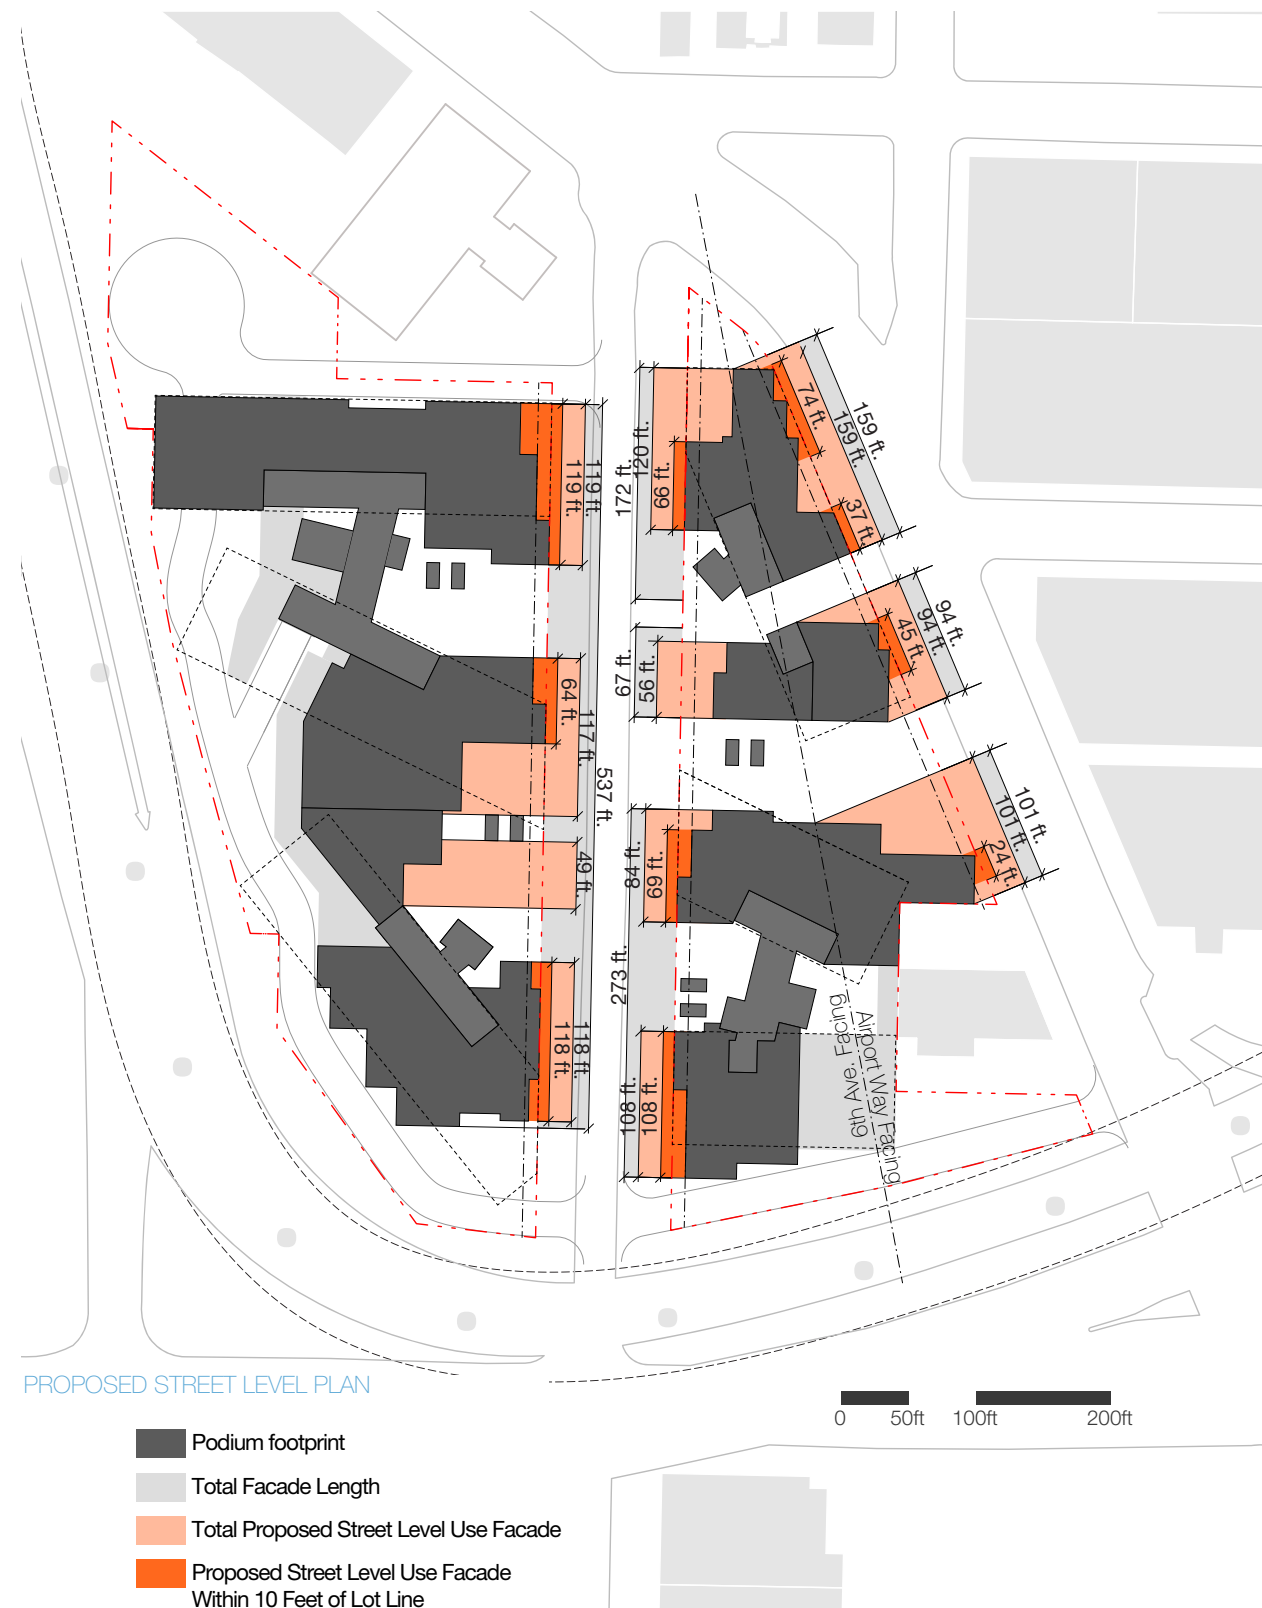 74 ft.
159 ft.
159 ft.
37 ft.
172 ft.
120 ft.
66 ft.
119 ft.
119 ft.
94 ft.
94 ft.
45 ft.
67 ft.
56 ft.
64 ft.
117 ft.
537 ft.
49 ft.
101 ft.
101 ft.
24 ft.
84 ft.
69 ft.
273 ft.
118 ft.
118 ft.
108 ft.
108 ft.
6th Ave. Facing
Airport Way Facing
PROPOSED STREET LEVEL PLAN
0 50ft 100ft 200ft
Podium footprint
Total Facade Length
Total Proposed Street Level Use Facade
Proposed Street Level Use Facade
Within 10 Feet of Lot Line